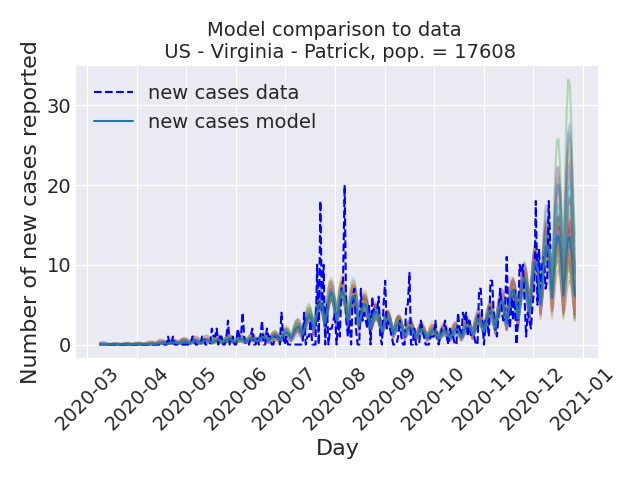 Model comparison to data
US - Virginia - Patrick, pop. = 17608
Number of new cases reported
30
20
10
0
new cases data
new cases model
2020-03
2020-04
2020-05
2020-06
2020-07
2020-08
2020-09
2020-10
2020-11
2020-12
2021-01
Day